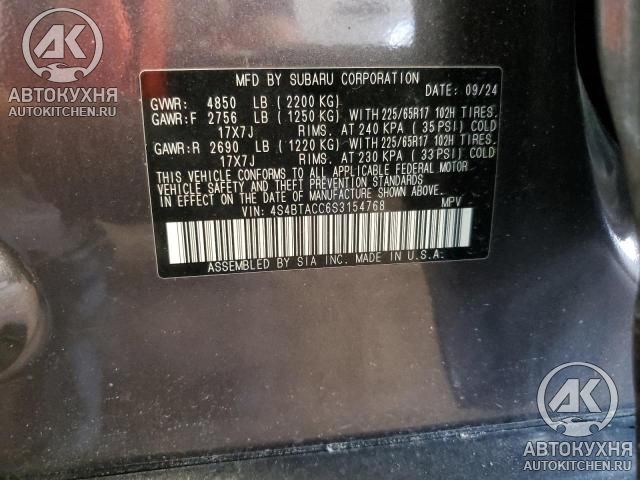 AK
АВТОКУХНЯ
AUTOKITCHEN.RU
MFD BY SUBARU CORPORATION
DATE: 09/24
GVWR: 4850 LB ( 2200 KG)
GAWR:F 2756 LB ( 1250 KG) WITH 225/65R17 102H TIRES.
17X7J RIMS. AT 240 KPA ( 35 PSI) COLD
GAWR:R 2690 LB ( 1220 KG) WITH 225/65R17 102H TIRES.
17X7J RIMS. AT 230 KPA ( 33 PSI) COLD
THIS VEHICLE CONFORMS TO ALL APPLICABLE FEDERAL MOTOR
VEHICLE SAFETY AND THEFT PREVENTION STANDARDS
IN EFFECT ON THE DATE OF MANUFACTURE SHOWN ABOVE.
VIN: 4S4BTACC6S3154768 MPV
ASSEMBLED BY SIA INC. MADE IN U.S.A.
AK
АВТОКУХНЯ
AUTOKITCHEN.RU